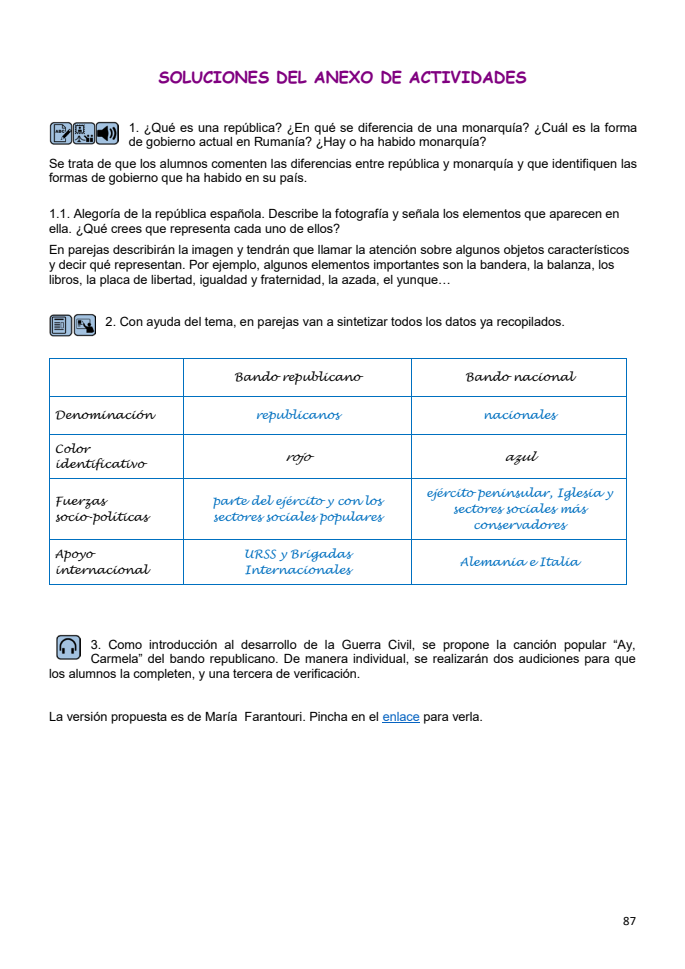 SOLUCIONES DEL ANEXO DE ACTIVIDADES
1. ¿Qué es una república? ¿En qué se diferencia de una monarquía? ¿Cuál es la forma
de gobierno actual en Rumanía? ¿Hay o ha habido monarquía?
Se trata de que los alumnos comenten las diferencias entre república y monarquía y que identifiquen las
formas de gobierno que ha habido en su país.
1.1. Alegoría de la república española. Describe la fotografía y señala los elementos que aparecen en
ella. ¿Qué crees que representa cada uno de ellos?
En parejas describirán la imagen y tendrán que llamar la atención sobre algunos objetos característicos
y decir qué representan. Por ejemplo, algunos elementos importantes son la bandera, la balanza, los
libros, la placa de libertad, igualdad y fraternidad, la azada, el yunque…
2. Con ayuda del tema, en parejas van a sintetizar todos los datos ya recopilados.
Bando republicano Bando nacional
Denominación republicanos nacionales
Color
identificativo rojo azul
Fuerzas
socio-políticas parte del ejército y con los
sectores sociales populares ejército peninsular, Iglesia y
sectores sociales más
conservadores
Apoyo
internacional URSS y Brigadas
Internacionales Alemania e Italia
3. Como introducción al desarrollo de la Guerra Civil, se propone la canción popular “Ay,
Carmela” del bando republicano. De manera individual, se realizarán dos audiciones para que
los alumnos la completen, y una tercera de verificación.
La versión propuesta es de María Farantouri. Pincha en el enlace para verla.
87